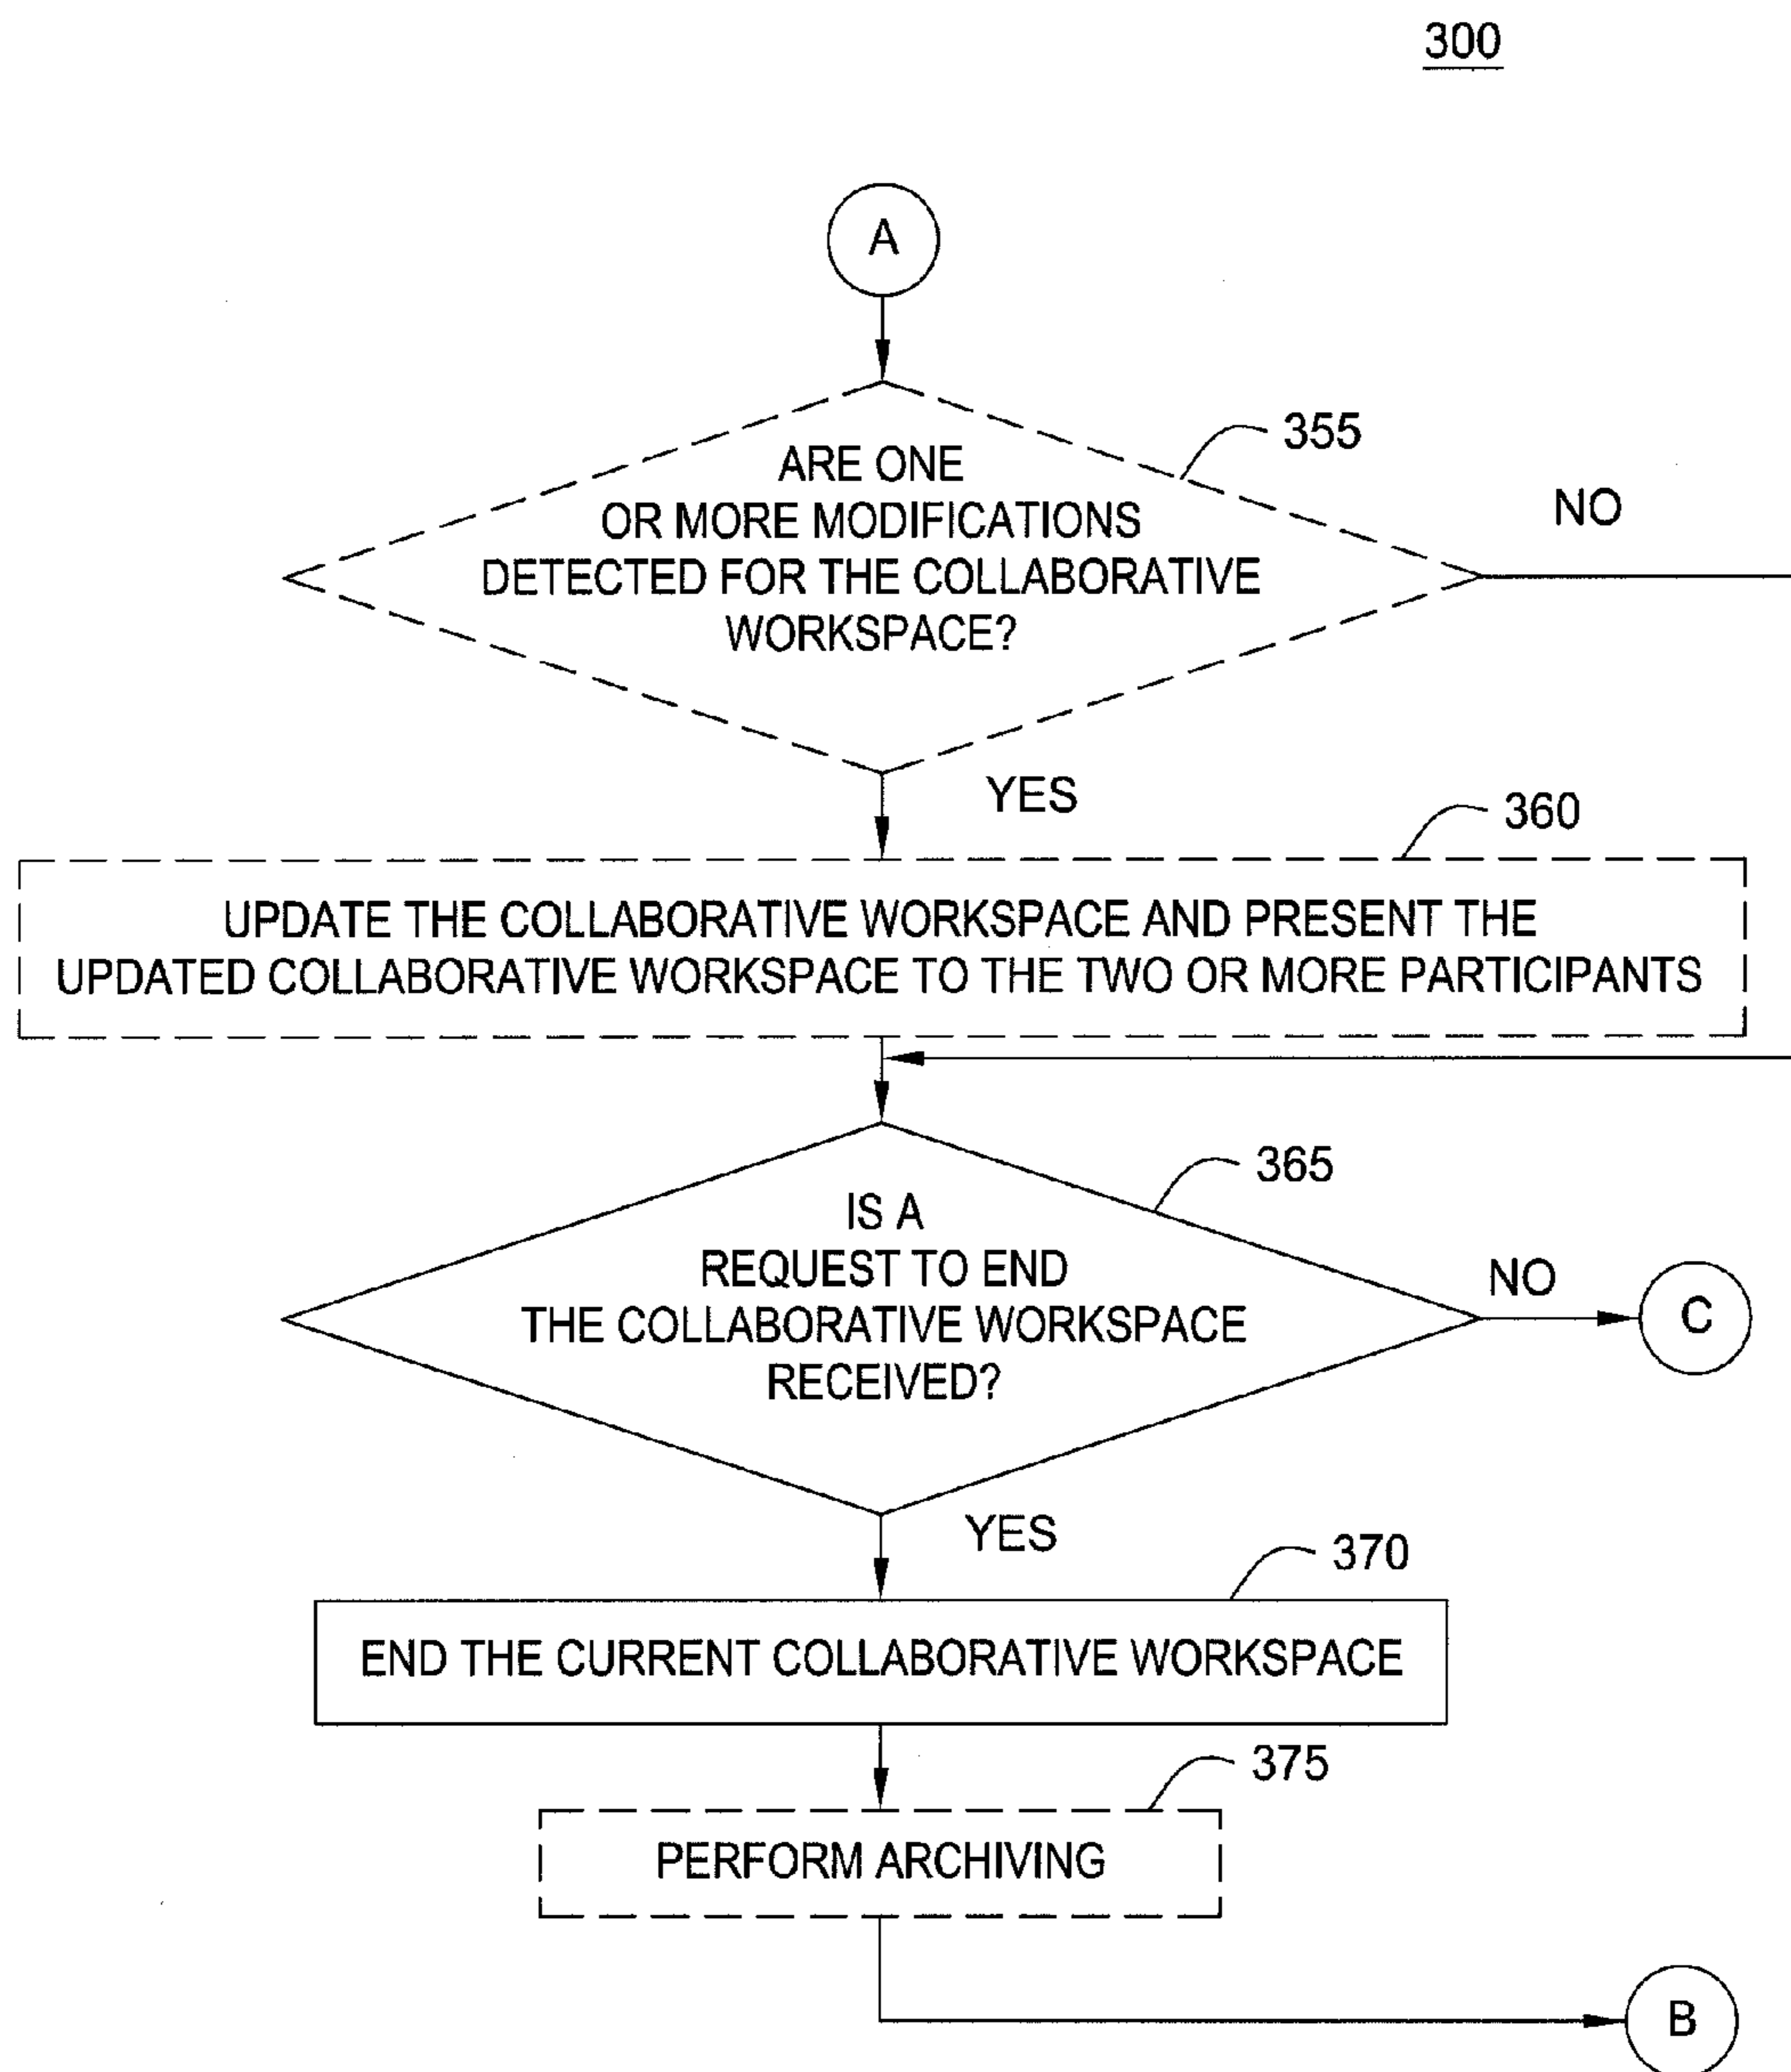 300
A
355
ARE ONE
OR MORE MODIFICATIONS
DETECTED FOR THE COLLABORATIVE
WORKSPACE?
NO
YES
360
UPDATE THE COLLABORATIVE WORKSPACE AND PRESENT THE
UPDATED COLLABORATIVE WORKSPACE TO THE TWO OR MORE PARTICIPANTS
365
IS A
REQUEST TO END
THE COLLABORATIVE WORKSPACE
RECEIVED?
NO
C
YES
370
END THE CURRENT COLLABORATIVE WORKSPACE
375
PERFORM ARCHIVING
B